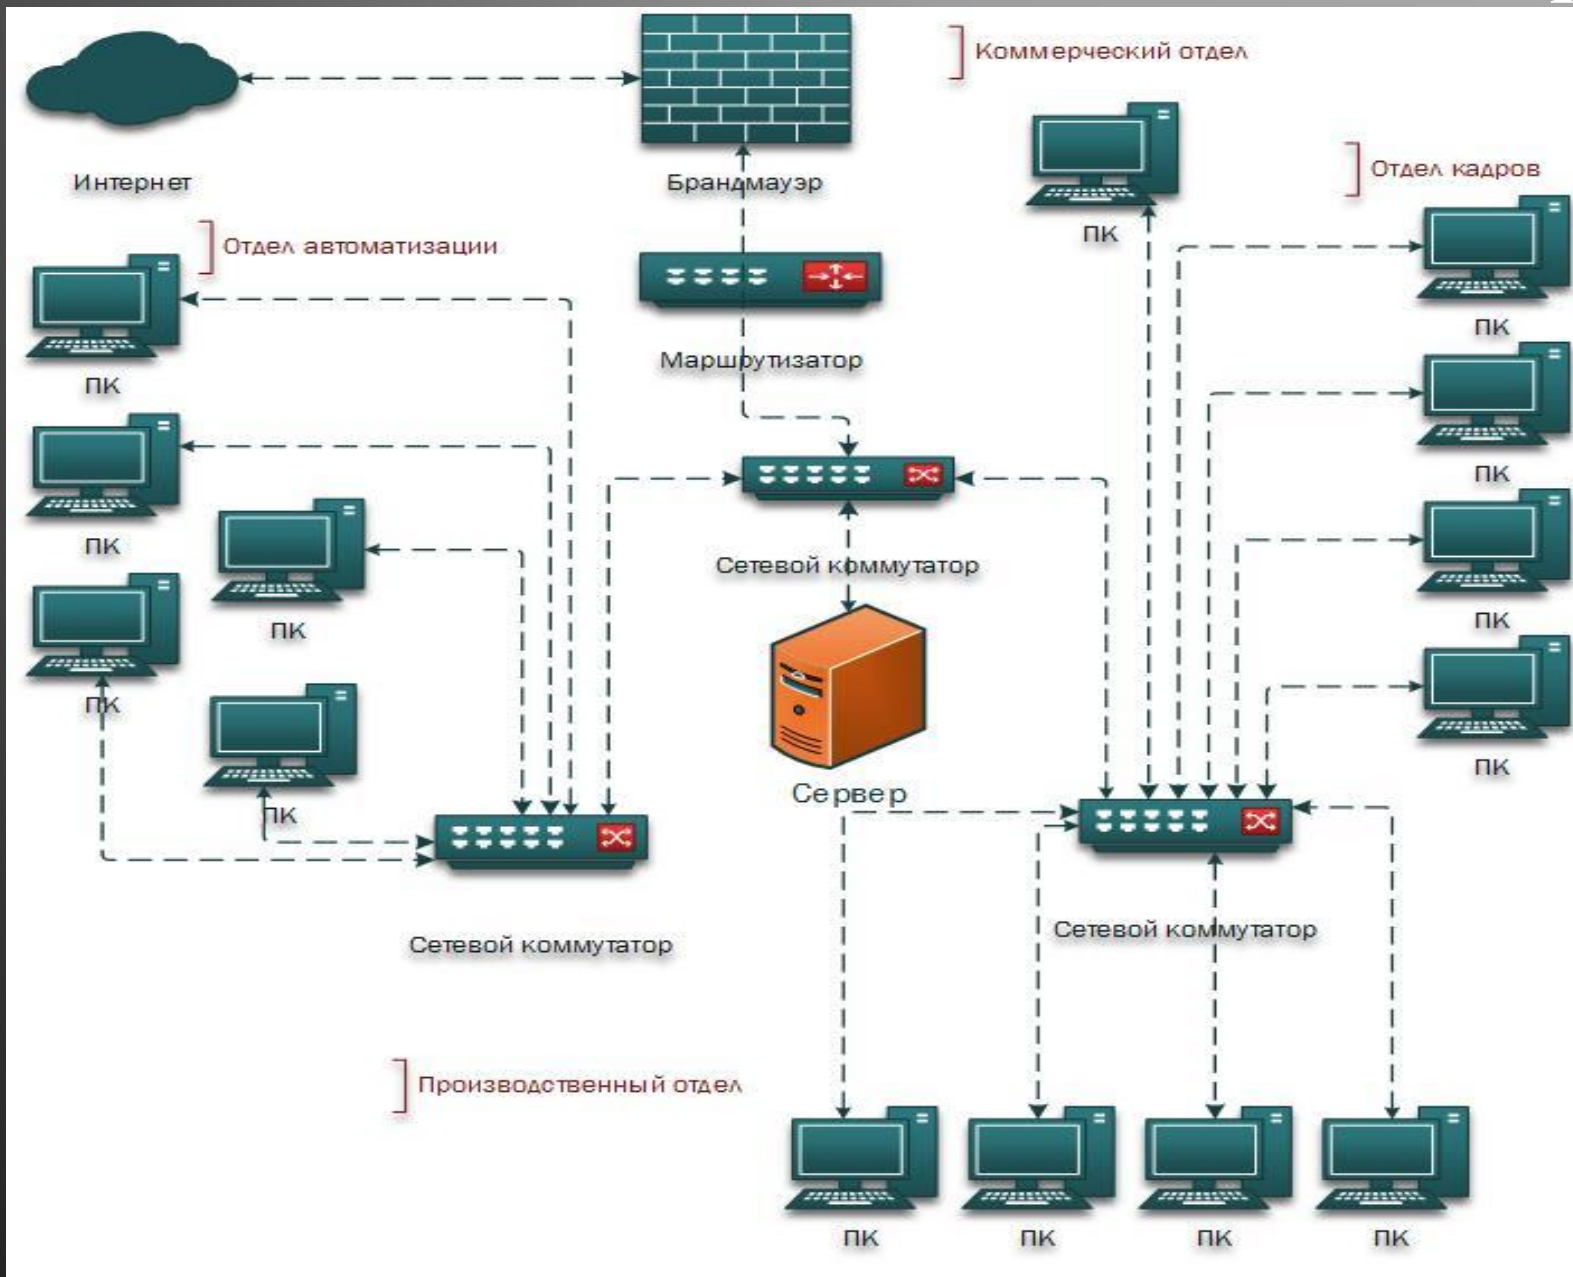 Коммерческий отдел
Отдел кадров
Интернет
Брандмауэр
ПК
Отдел автоматизации
ПК
Маршрутизатор
ПК
ПК
ПК
Сетевой коммутатор
ПК
ПК
ПК
ПК
ПК
Сервер
ПК
Сетевой коммутатор
Сетевой коммутатор
Производственный отдел
ПК
ПК
ПК
ПК